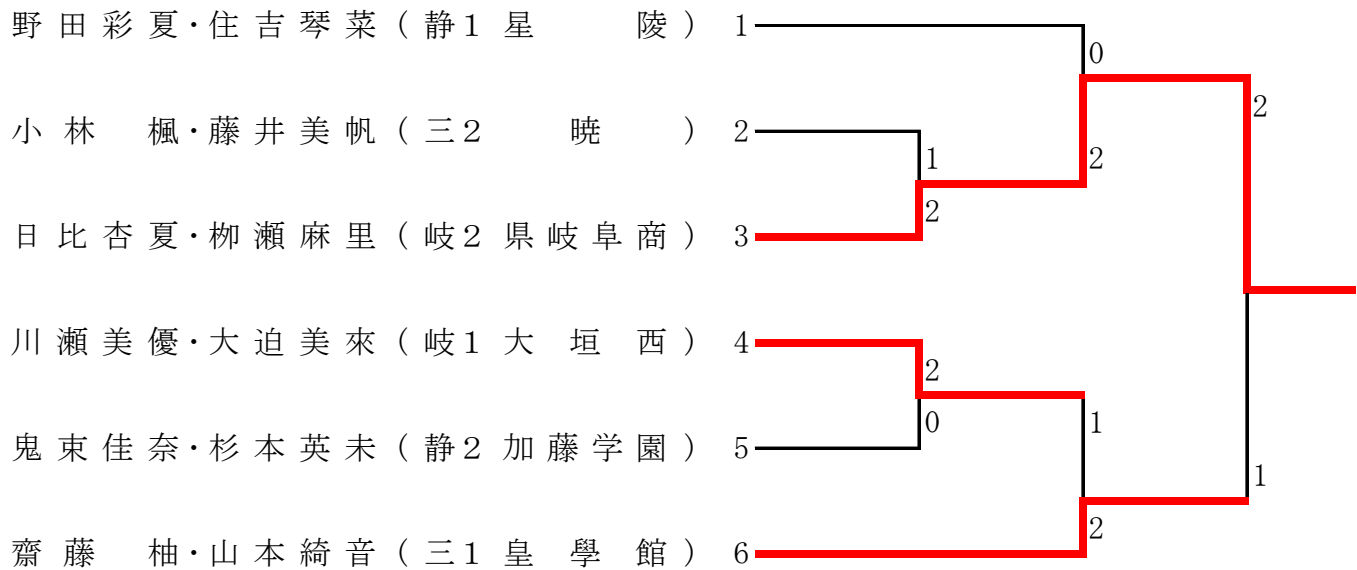 野田彩夏・住吉琴菜（静1 星陵） 1
0
2
小林 楓・藤井美帆（三2 暁） 2
1
2
2
日比杏夏・栁瀬麻里（岐2 県岐阜商） 3
川瀬美優・大迫美來（岐1 大垣西） 4
2
0
1
鬼束佳奈・杉本英未（静2 加藤学園） 5
1
2
齋藤 柚・山本綺音（三1 皇學館） 6